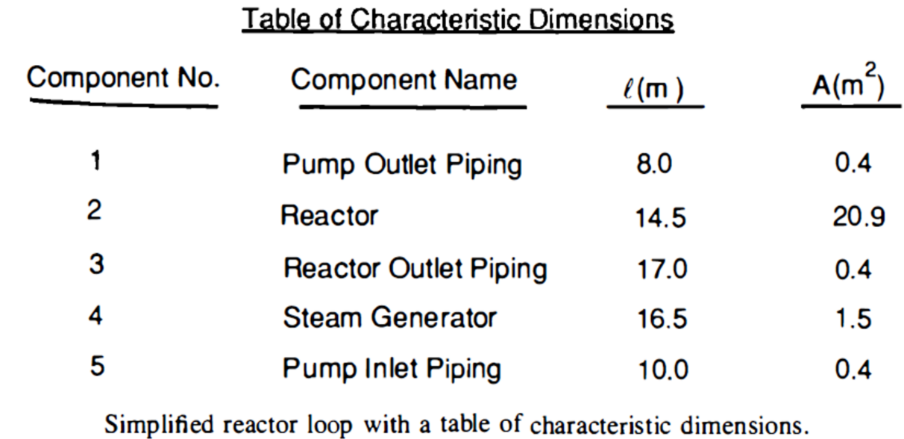 Table of Characteristic Dimensions
Component No. Component Name ℓ(m) A(m²)
1 Pump Outlet Piping 8.0 0.4
2 Reactor 14.5 20.9
3 Reactor Outlet Piping 17.0 0.4
4 Steam Generator 16.5 1.5
5 Pump Inlet Piping 10.0 0.4
Simplified reactor loop with a table of characteristic dimensions.